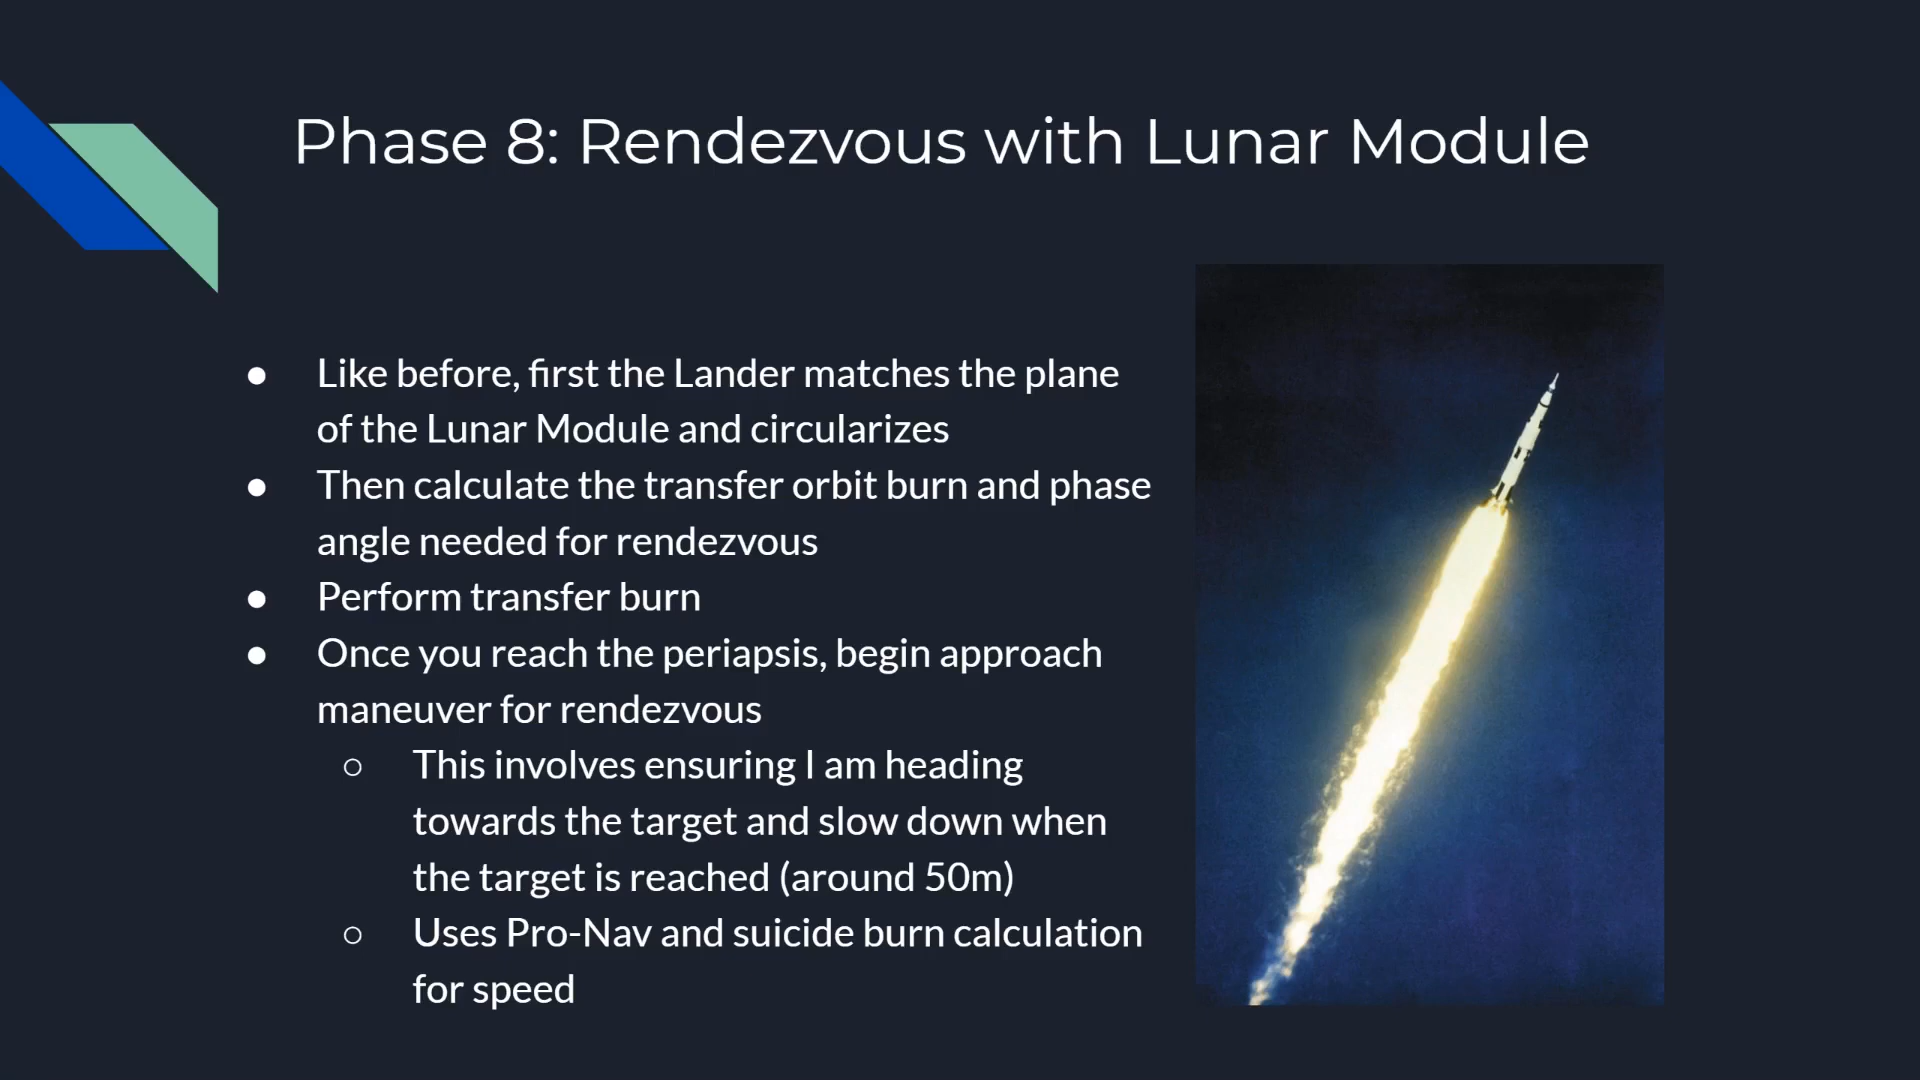 Phase 8: Rendezvous with Lunar Module
● Like before, first the Lander matches the plane
of the Lunar Module and circularizes
● Then calculate the transfer orbit burn and phase
angle needed for rendezvous
● Perform transfer burn
● Once you reach the periapsis, begin approach
maneuver for rendezvous
○ This involves ensuring I am heading
towards the target and slow down when
the target is reached (around 50m)
○ Uses Pro-Nav and suicide burn calculation
for speed